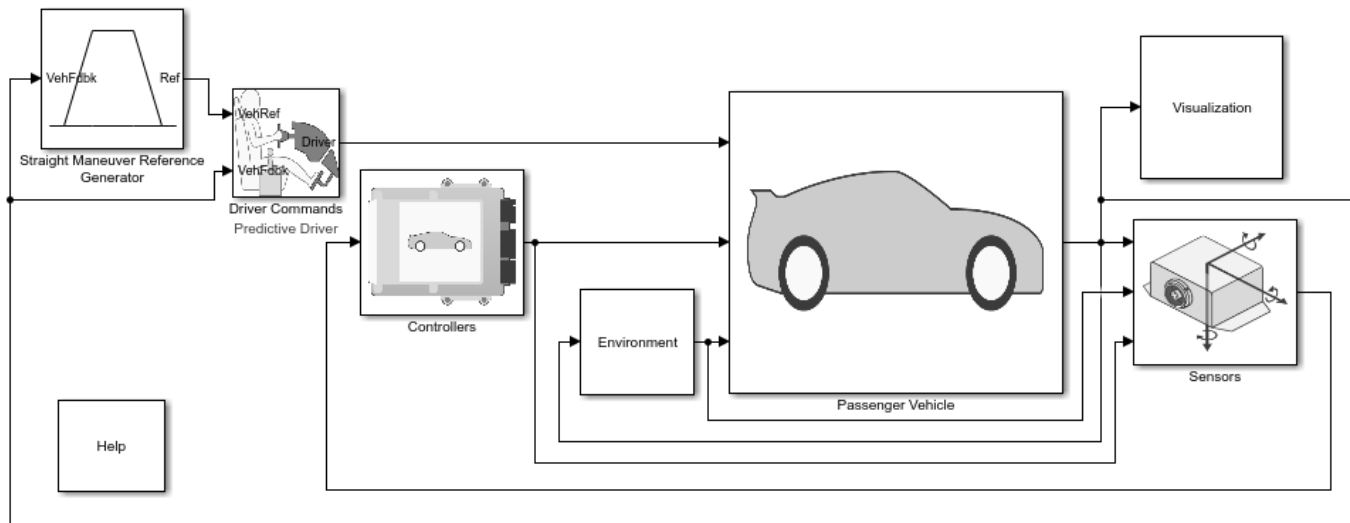 VehFdbk
Ref
Straight Maneuver Reference
Generator
VehRef
Driver
VehFdbk
Driver Commands
Predictive Driver
Controllers
Environment
Passenger Vehicle
Visualization
Sensors
Help